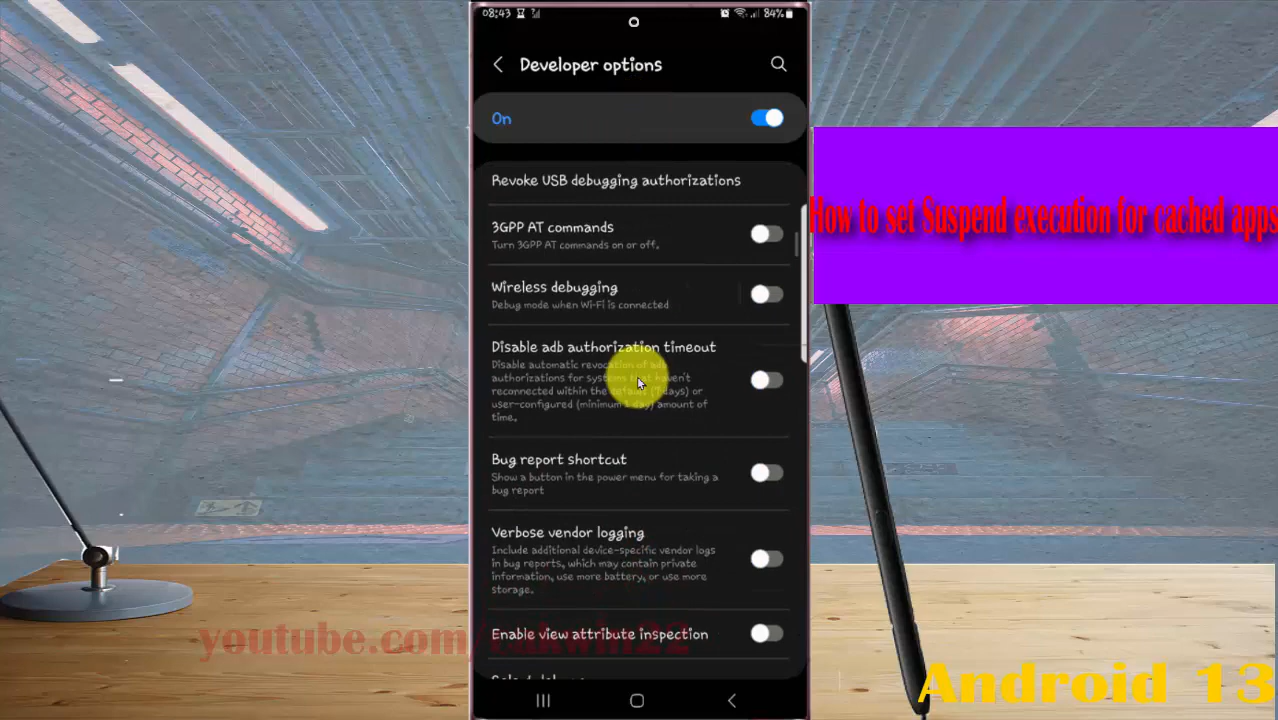 08:43
84%
Developer options
On
Revoke USB debugging authorizations
3GPP AT commands
Turn 3GPP AT commands on or off.
Wireless debugging
Debug mode when Wi-Fi is connected
Disable adb authorization timeout
Disable automatic revocation of adb
authorizations for systems that haven't
reconnected within the default (7 days) or
user-configured (minimum 1 day) amount of
time.
Bug report shortcut
Show a button in the power menu for taking a
bug report
Verbose vendor logging
Include additional device-specific vendor logs
in bug reports, which may contain private
information, use more battery, or use more
storage.
Enable view attribute inspection
How to set Suspend execution for cached apps
youtube.com/
Android 13